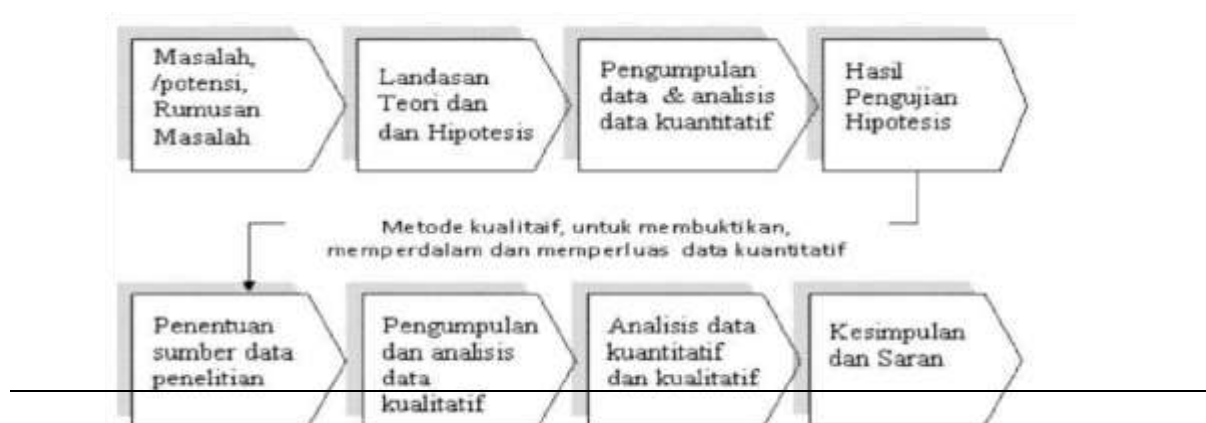 Masalah,
/potensi,
Rumusan
Masalah
Landasan
Teori dan
dan Hipotesis
Pengumpulan
data & analisis
data kuantitatif
Hasil
Pengujian
Hipotesis
Metode kualitaif, untuk membuktikan,
memperdalam dan memperluas data kuantitatif
Penentuan
sumber data
penelitian
Pengumpulan
dan analisis
data
kualitatif
Analisis data
kuantitatif
dan kualitatif
Kesimpulan
dan Saran